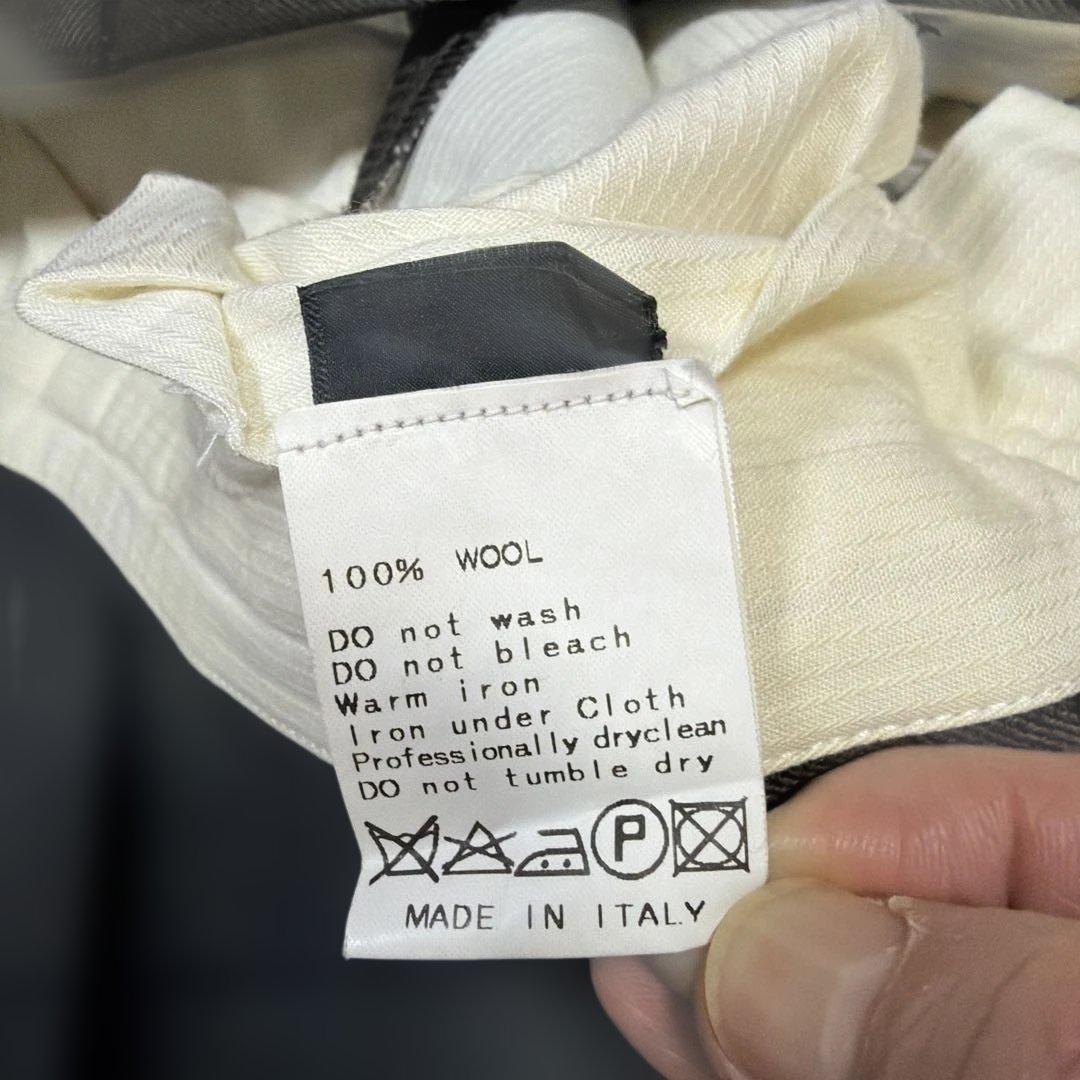 100% WOOL
DO not wash
DO not bleach
Warm iron
Iron under Cloth
Professionally dryclean
DO not tumble dry
P
MADE IN ITALY